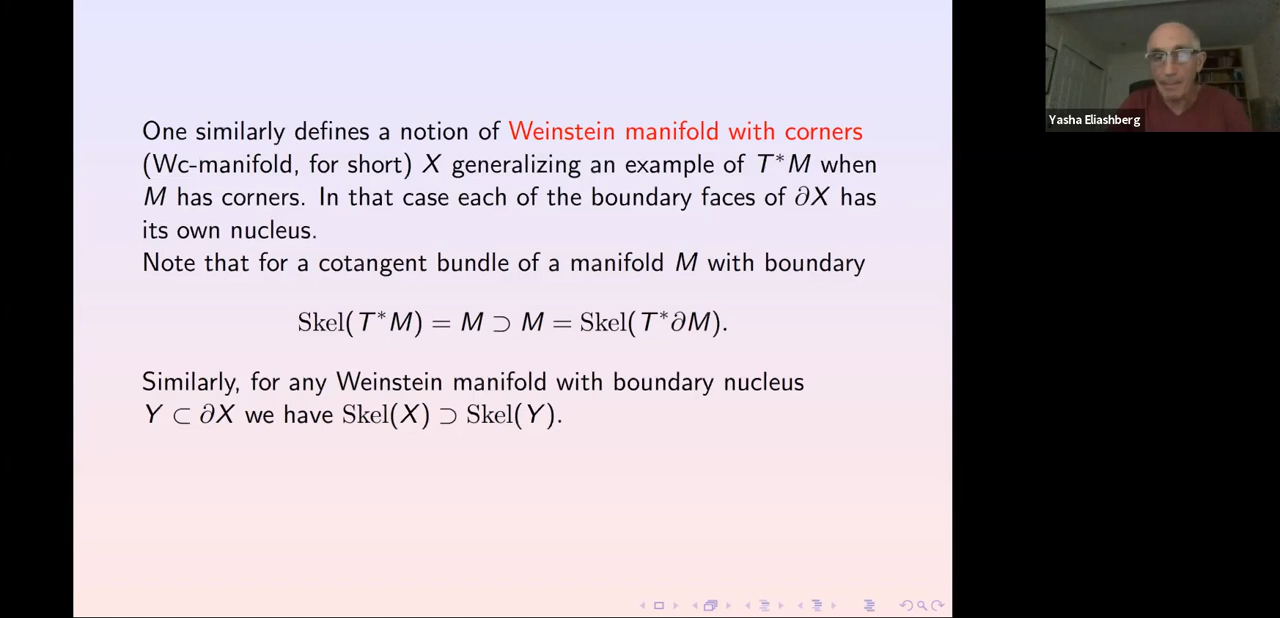 One similarly defines a notion of Weinstein manifold with corners
(Wc-manifold, for short) X generalizing an example of T*M when
M has corners. In that case each of the boundary faces of ∂X has
its own nucleus.
Note that for a cotangent bundle of a manifold M with boundary
Skel(T*M) = M ⊃ M = Skel(T*∂M).
Similarly, for any Weinstein manifold with boundary nucleus
Y ⊂ ∂X we have Skel(X) ⊃ Skel(Y).
Yasha Eliashberg